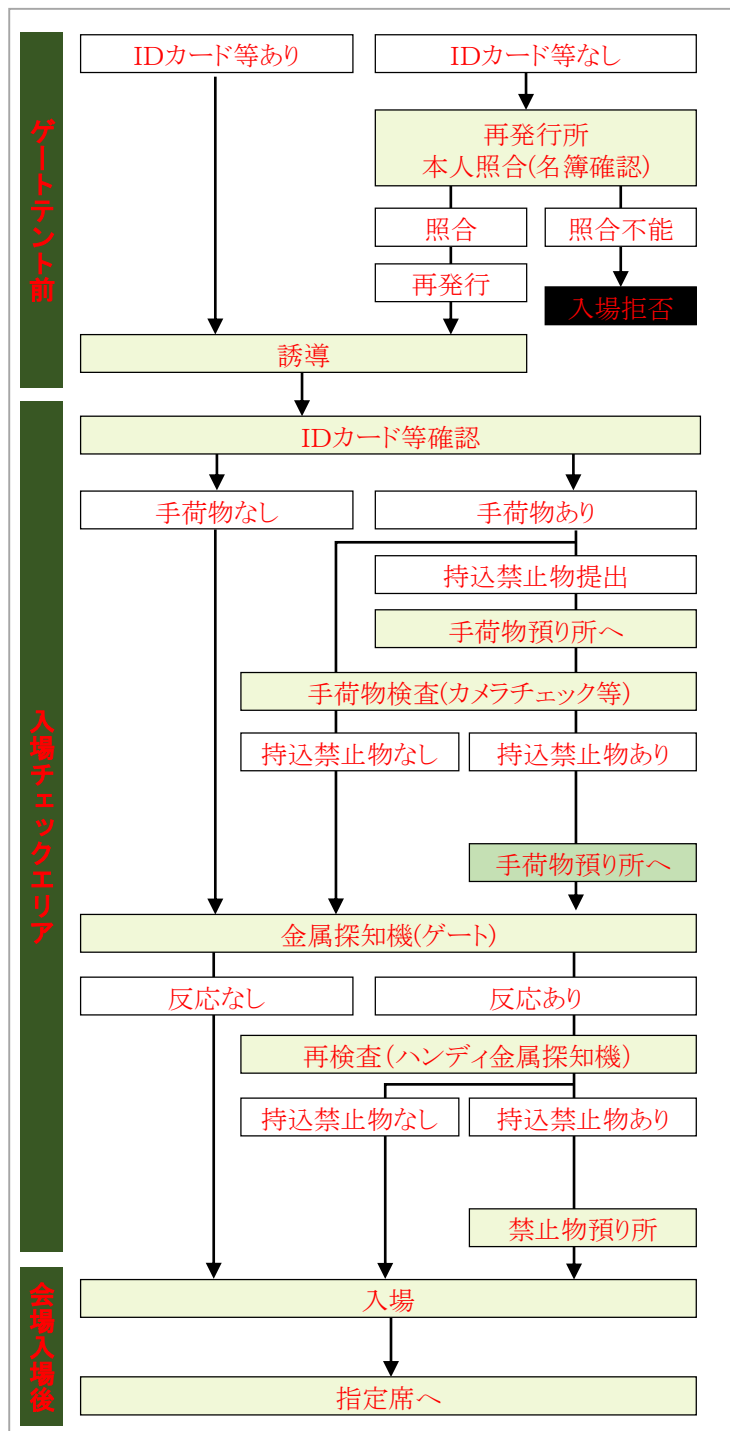 ゲートテント前
IDカード等あり
IDカード等なし
再発行所
本人照合(名簿確認)
照合
照合不能
再発行
入場拒否
誘導
入場チェックエリア
IDカード等確認
手荷物なし
手荷物あり
持込禁止物提出
手荷物預り所へ
手荷物検査(カメラチェック等)
持込禁止物なし
持込禁止物あり
手荷物預り所へ
金属探知機(ゲート)
反応なし
反応あり
再検査(ハンディ金属探知機)
持込禁止物なし
持込禁止物あり
禁止物預り所
会場入場後
入場
指定席へ